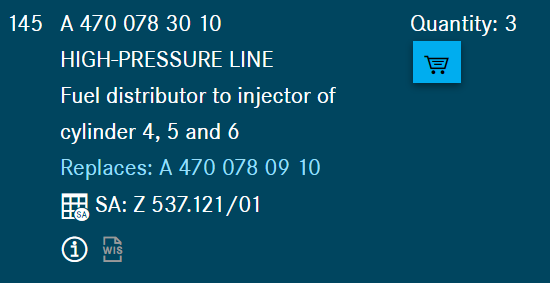 145 A 470 078 30 10 Quantity: 3
HIGH-PRESSURE LINE
Fuel distributor to injector of
cylinder 4, 5 and 6
Replaces: A 470 078 09 10
SA SA: Z 537.121/01
WIS